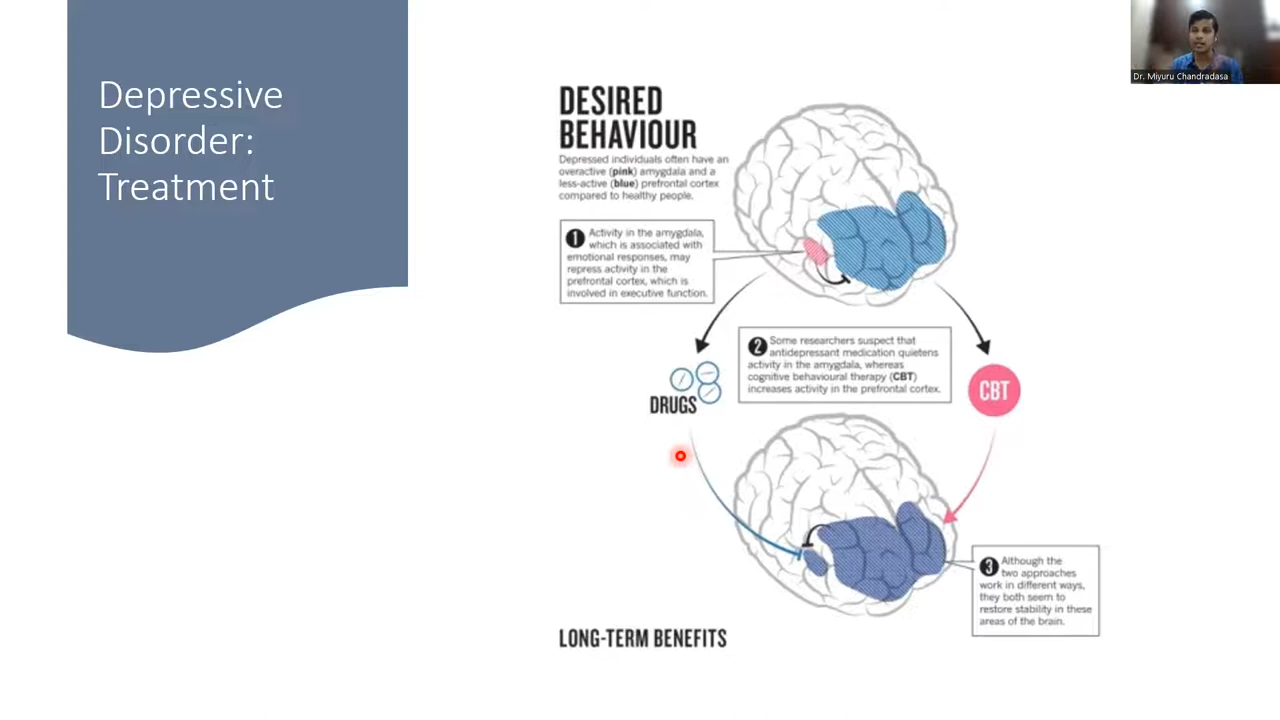 Depressive
Disorder:
Treatment
DESIRED
BEHAVIOUR
Depressed individuals often have an
overactive (pink) amygdala and a
less-active (blue) prefrontal cortex
compared to healthy people.
1 Activity in the amygdala,
which is associated with
emotional responses, may
repress activity in the
prefrontal cortex, which is
involved in executive function.
2 Some researchers suspect that
antidepressant medication quietens
activity in the amygdala, whereas
cognitive behavioural therapy (CBT)
increases activity in the prefrontal cortex.
DRUGS
CBT
3 Although the
two approaches
work in different ways,
they both seem to
restore stability in these
areas of the brain.
LONG-TERM BENEFITS
Dr. Miyuru Chandradasa